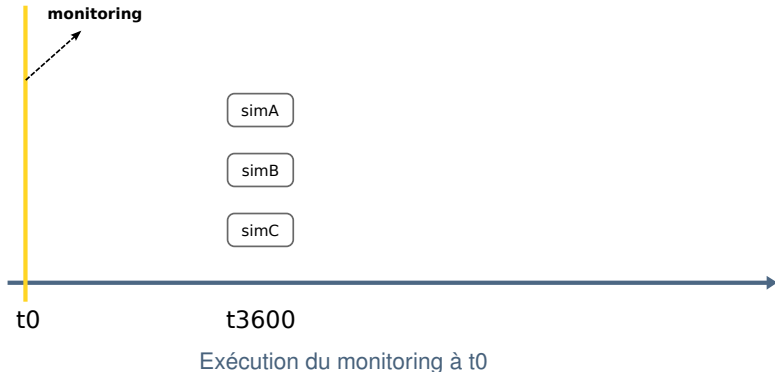 monitoring
simA
simB
simC
t0
t3600
Exécution du monitoring à t0